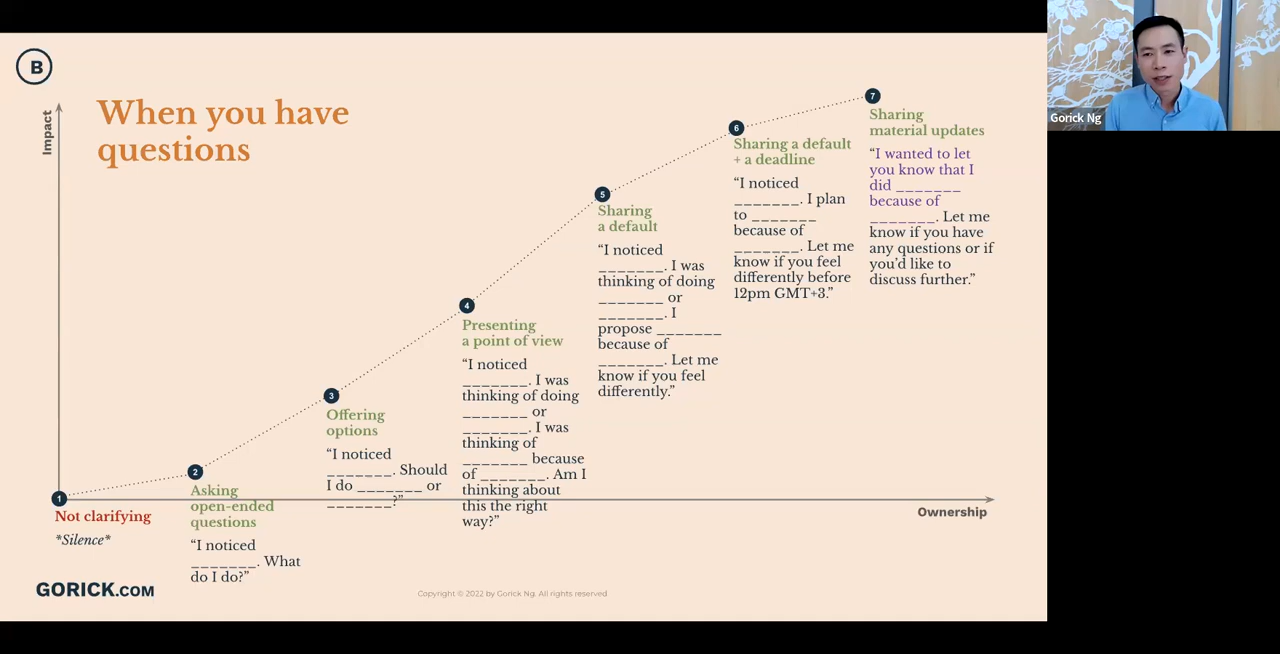 B
Impact
When you have
questions
1
Not clarifying
*Silence*
2
Asking
open-ended
questions
“I noticed
_______. What
do I do?”
3
Offering
options
“I noticed
_______. Should
I do _______ or
_______?”
4
Presenting
a point of view
“I noticed
_______. I was
thinking of doing
_______ or
_______. I was
thinking of
_______ because
of _______. Am I
thinking about
this the right
way?”
5
Sharing
a default
“I noticed
_______. I was
thinking of doing
_______ or
_______. I
propose _______
because of
_______. Let me
know if you feel
differently.”
6
Sharing a default
+ a deadline
“I noticed
_______. I plan
to _______
because of
_______. Let me
know if you feel
differently before
12pm GMT+3.”
7
Sharing
material updates
“I wanted to let
you know that I
did _______
because of
_______. Let me
know if you have
any questions or if
you’d like to
discuss further.”
Ownership
GORICK.COM
Copyright © 2022 by Gorick Ng. All rights reserved
Gorick Ng